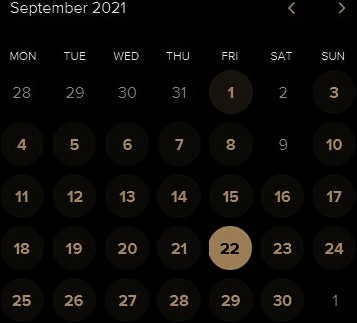 September 2021
MON TUE WED THU FRI SAT SUN
28 29 30 31 1 2 3
4 5 6 7 8 9 10
11 12 13 14 15 16 17
18 19 20 21 22 23 24
25 26 27 28 29 30 1